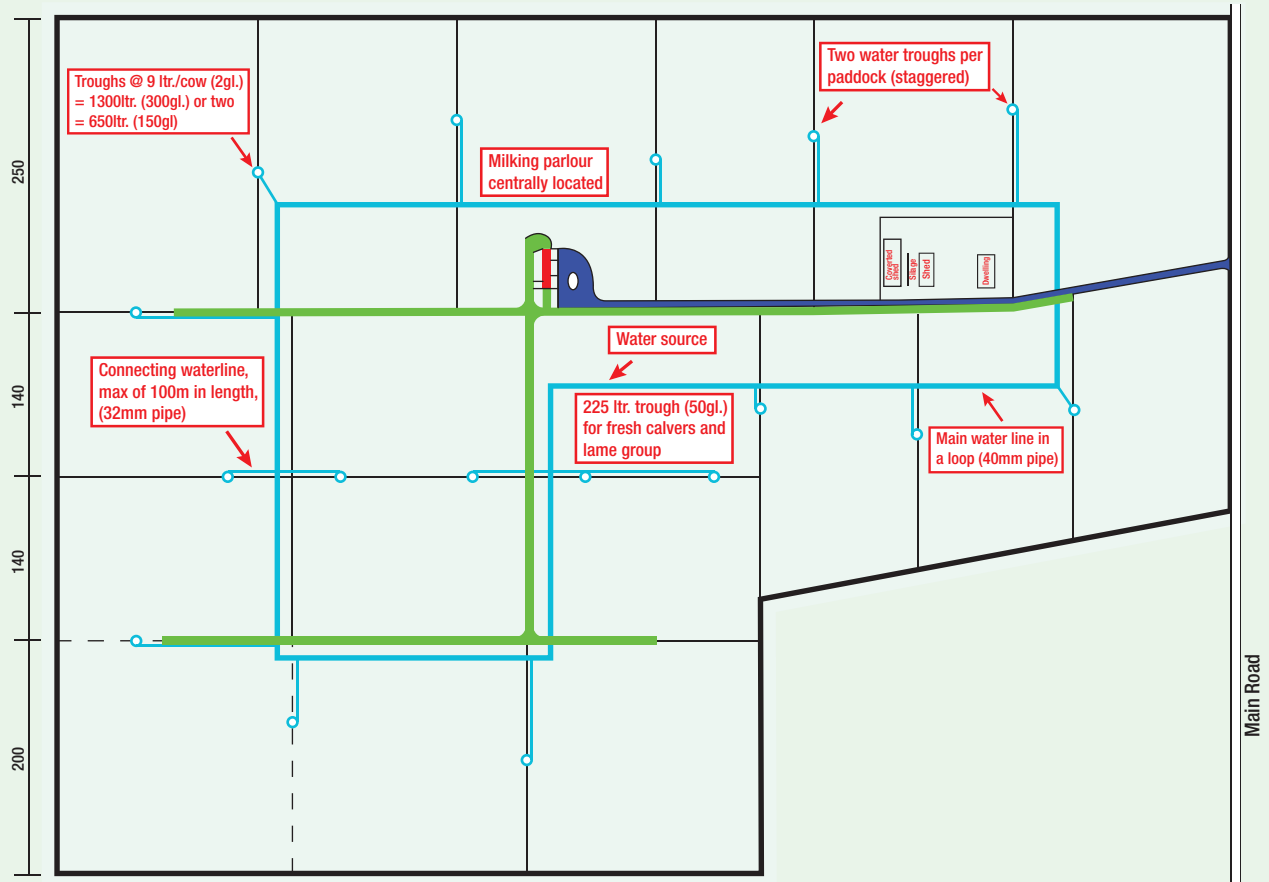 Troughs @ 9 ltr./cow (2gl.)
= 1300ltr. (300gl.) or two
= 650ltr. (150gl)
Two water troughs per
paddock (staggered)
Milking parlour
centrally located
250
Coverted
shed
Silage
Shed
Dwelling
Water source
Connecting waterline,
max of 100m in length,
(32mm pipe)
140
225 ltr. trough (50gl.)
for fresh calvers and
lame group
Main water line in
a loop (40mm pipe)
140
200
Main Road